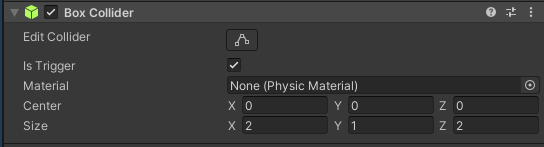 Box Collider
Edit Collider
Is Trigger
Material None (Physic Material)
Center X 0 Y 0 Z 0
Size X 2 Y 1 Z 2